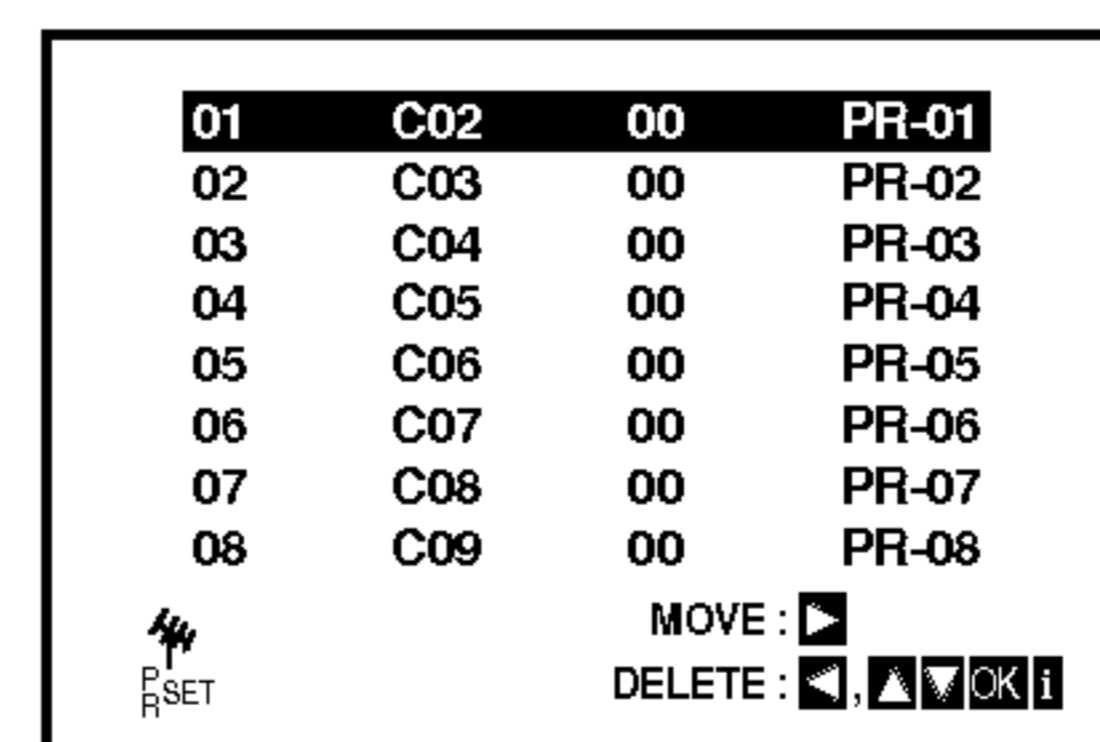 01 C02 00 PR-01
02 C03 00 PR-02
03 C04 00 PR-03
04 C05 00 PR-04
05 C06 00 PR-05
06 C07 00 PR-06
07 C08 00 PR-07
08 C09 00 PR-08
MOVE : ▷
PR SET DELETE : ◁ , △ ▽ OK i